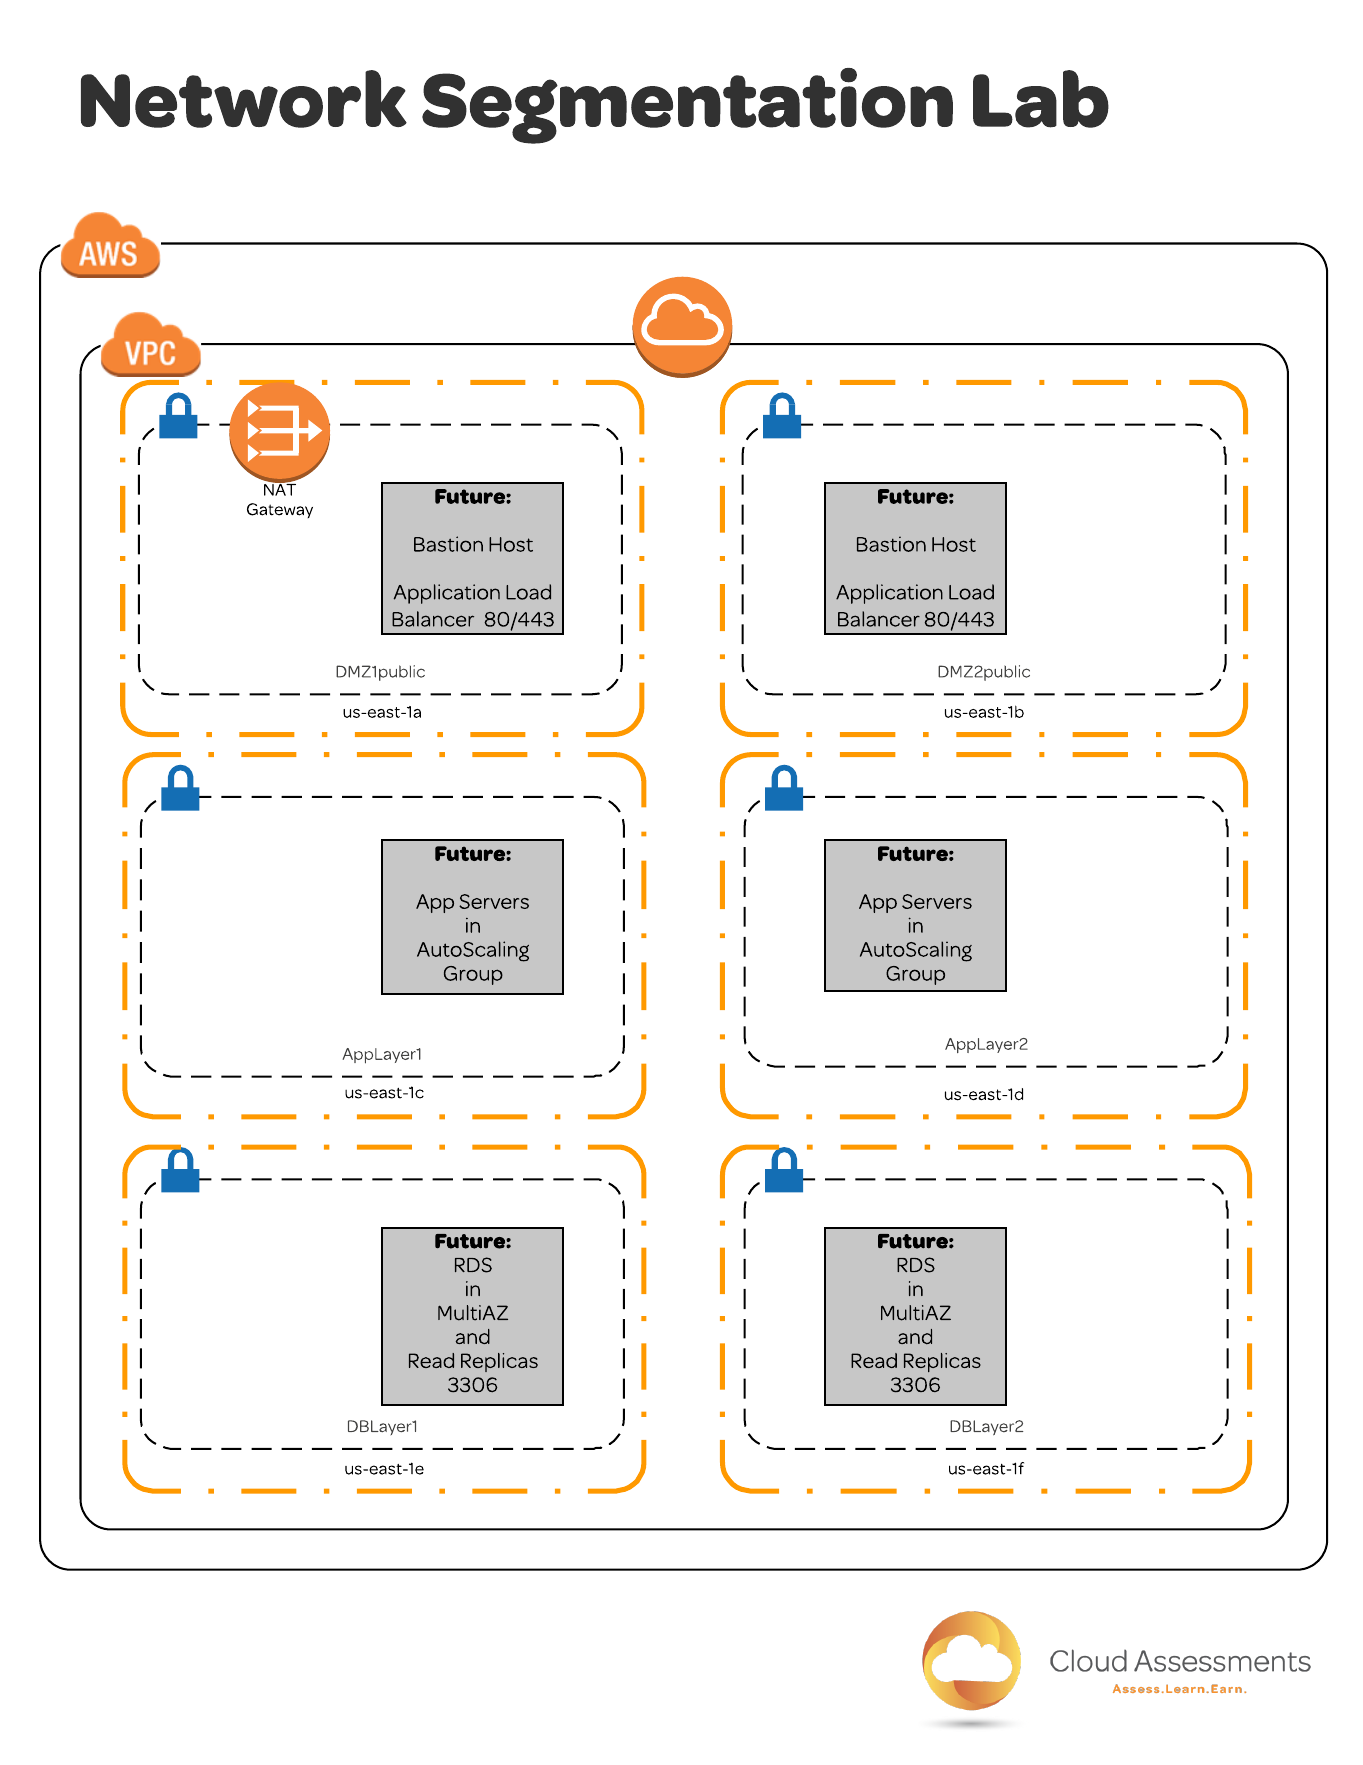 Network Segmentation Lab
AWS
VPC
NAT
Gateway
Future:
Bastion Host
Application Load
Balancer 80/443
DMZ1public
us-east-1a
Future:
Bastion Host
Application Load
Balancer 80/443
DMZ2public
us-east-1b
Future:
App Servers
in
AutoScaling
Group
AppLayer1
us-east-1c
Future:
App Servers
in
AutoScaling
Group
AppLayer2
us-east-1d
Future:
RDS
in
MultiAZ
and
Read Replicas
3306
DBLayer1
us-east-1e
Future:
RDS
in
MultiAZ
and
Read Replicas
3306
DBLayer2
us-east-1f
Cloud Assessments
Assess.Learn.Earn.